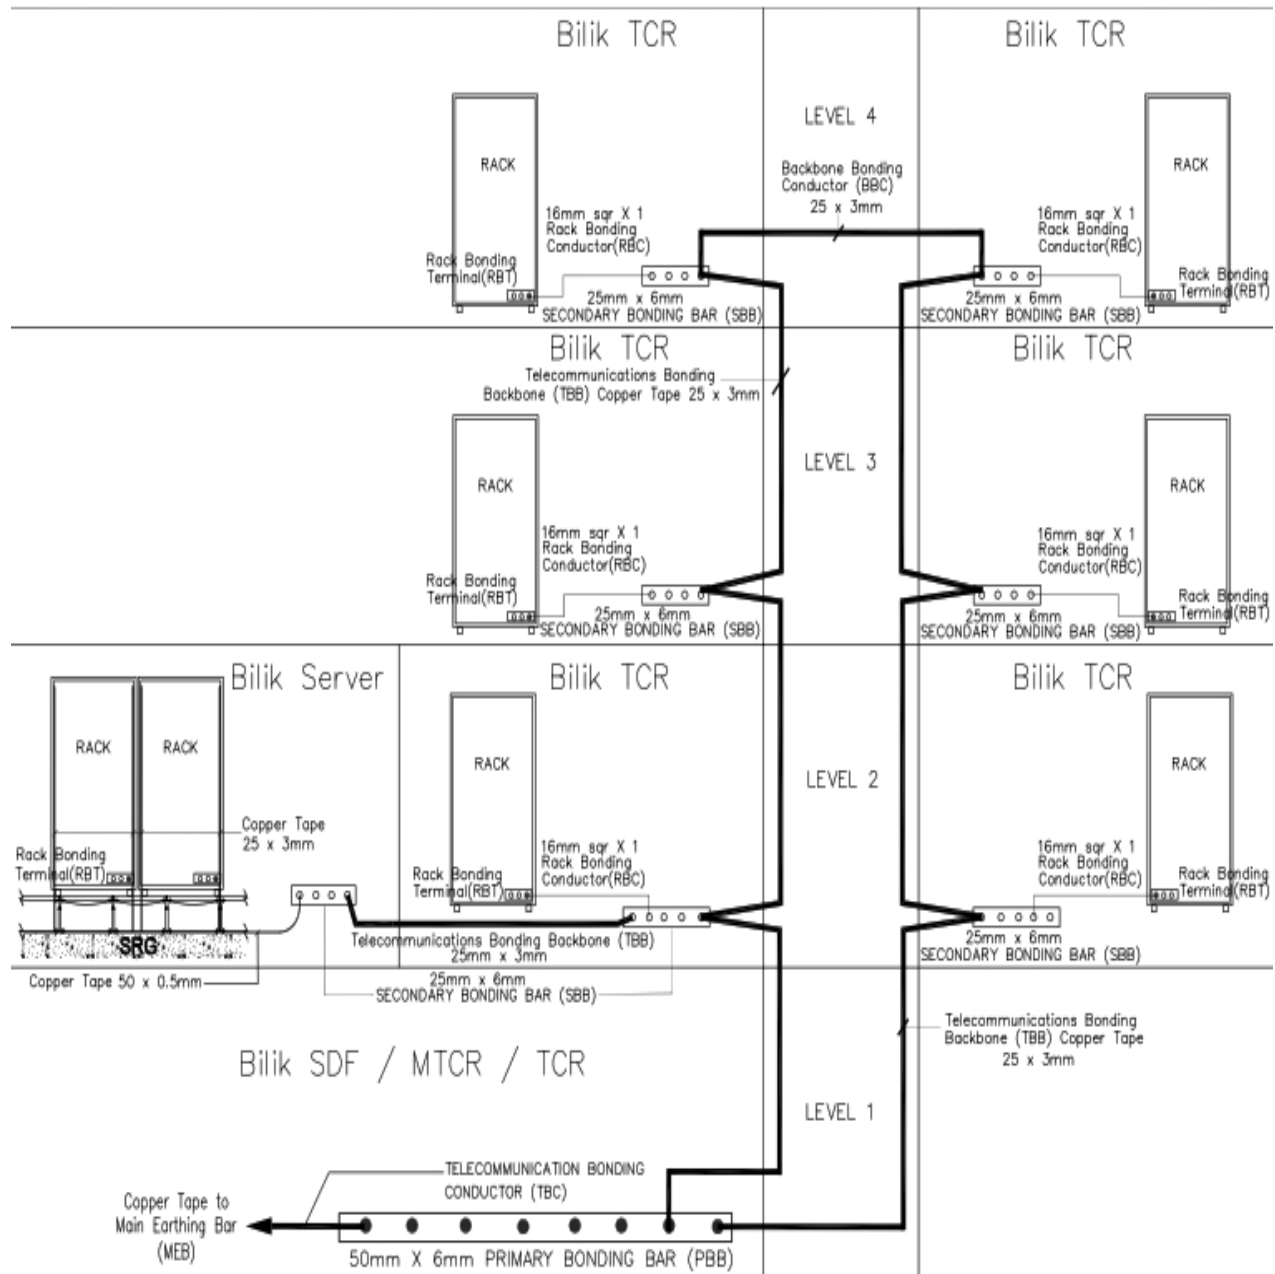 Bilik TCR
Bilik TCR
LEVEL 4
RACK
Backbone Bonding
Conductor (BBC)
25 x 3mm
RACK
16mm sqr X 1
Rack Bonding
Conductor(RBC)
16mm sqr X 1
Rack Bonding
Conductor(RBC)
Rack Bonding
Terminal(RBT)
Rack Bonding
Terminal(RBT)
25mm x 6mm
SECONDARY BONDING BAR (SBB)
25mm x 6mm
SECONDARY BONDING BAR (SBB)
Bilik TCR
Bilik TCR
Telecommunications Bonding
Backbone (TBB) Copper Tape 25 x 3mm
LEVEL 3
RACK
RACK
16mm sqr X 1
Rack Bonding
Conductor(RBC)
16mm sqr X 1
Rack Bonding
Conductor(RBC)
Rack Bonding
Terminal(RBT)
Rack Bonding
Terminal(RBT)
25mm x 6mm
SECONDARY BONDING BAR (SBB)
25mm x 6mm
SECONDARY BONDING BAR (SBB)
Bilik Server
Bilik TCR
Bilik TCR
RACK
RACK
RACK
LEVEL 2
RACK
Copper Tape
25 x 3mm
Rack Bonding
Terminal(RBT)
16mm sqr X 1
Rack Bonding
Conductor(RBC)
16mm sqr X 1
Rack Bonding
Conductor(RBC)
Rack Bonding
Terminal(RBT)
Rack Bonding
Terminal(RBT)
SRG
Telecommunications Bonding Backbone (TBB)
25mm x 3mm
25mm x 6mm
SECONDARY BONDING BAR (SBB)
Copper Tape 50 x 0.5mm
25mm x 6mm
SECONDARY BONDING BAR (SBB)
Telecommunications Bonding
Backbone (TBB) Copper Tape
25 x 3mm
Bilik SDF / MTCR / TCR
LEVEL 1
TELECOMMUNICATION BONDING
CONDUCTOR (TBC)
Copper Tape to
Main Earthing Bar
(MEB)
50mm X 6mm PRIMARY BONDING BAR (PBB)